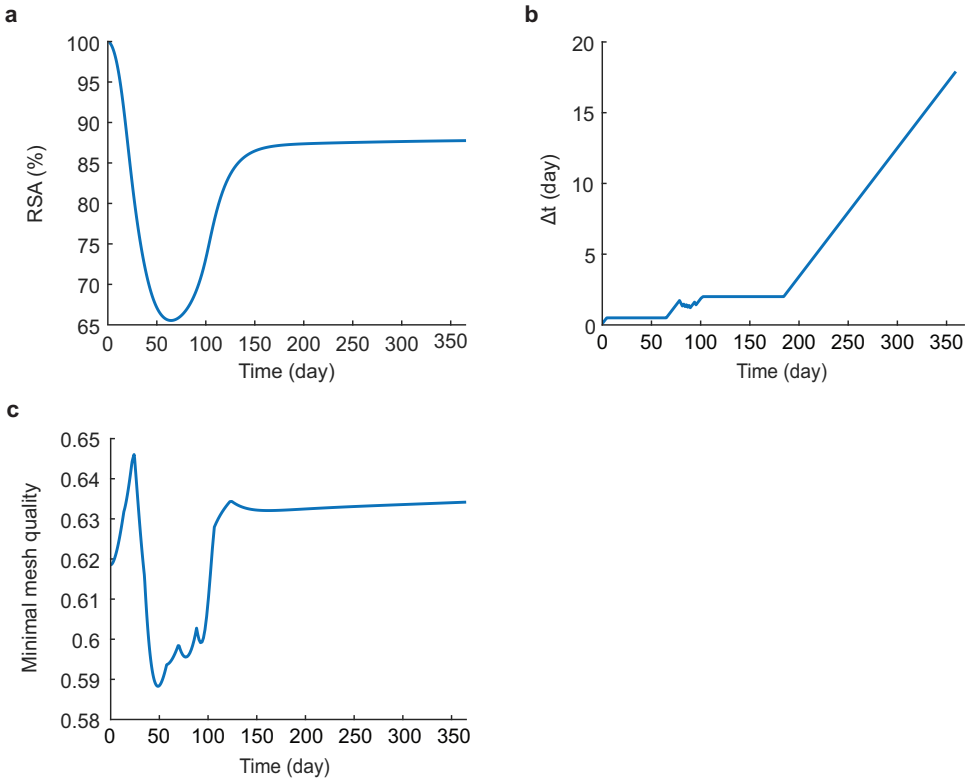 a
100
95
90
85
80
75
70
65
RSA (%)
0 50 100 150 200 250 300 350
Time (day)
b
20
15
10
5
0
Δt (day)
0 50 100 150 200 250 300 350
Time (day)
c
0.65
0.64
0.63
0.62
0.61
0.6
0.59
0.58
Minimal mesh quality
0 50 100 150 200 250 300 350
Time (day)